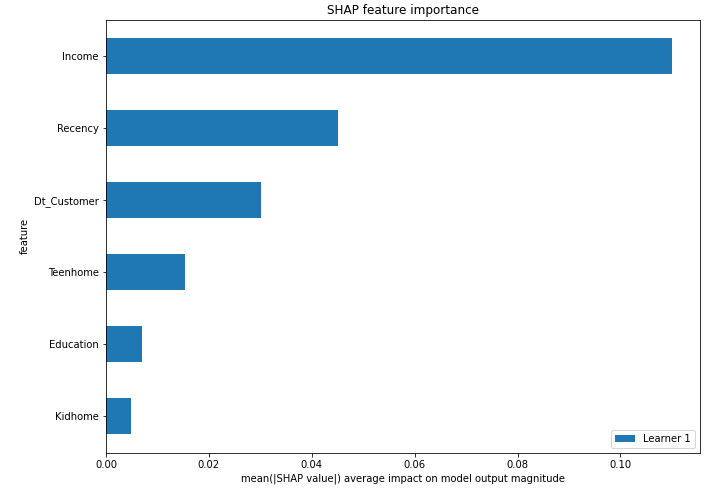 SHAP feature importance
Income
Recency
Dt_Customer
Teenhome
Education
Kidhome
feature
Learner 1
0.00 0.02 0.04 0.06 0.08 0.10
mean(|SHAP value|) average impact on model output magnitude